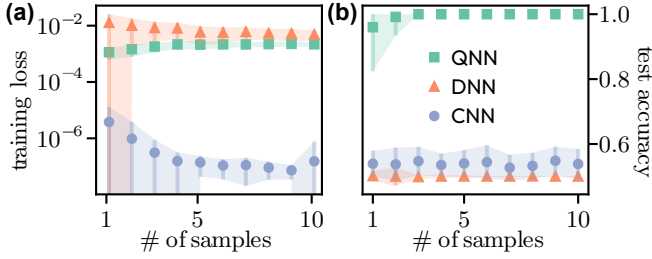 (a)
training loss
10⁻²
10⁻⁴
10⁻⁶
1
5
10
# of samples
(b)
QNN
DNN
CNN
1.0
0.8
0.6
test accuracy
1
5
10
# of samples